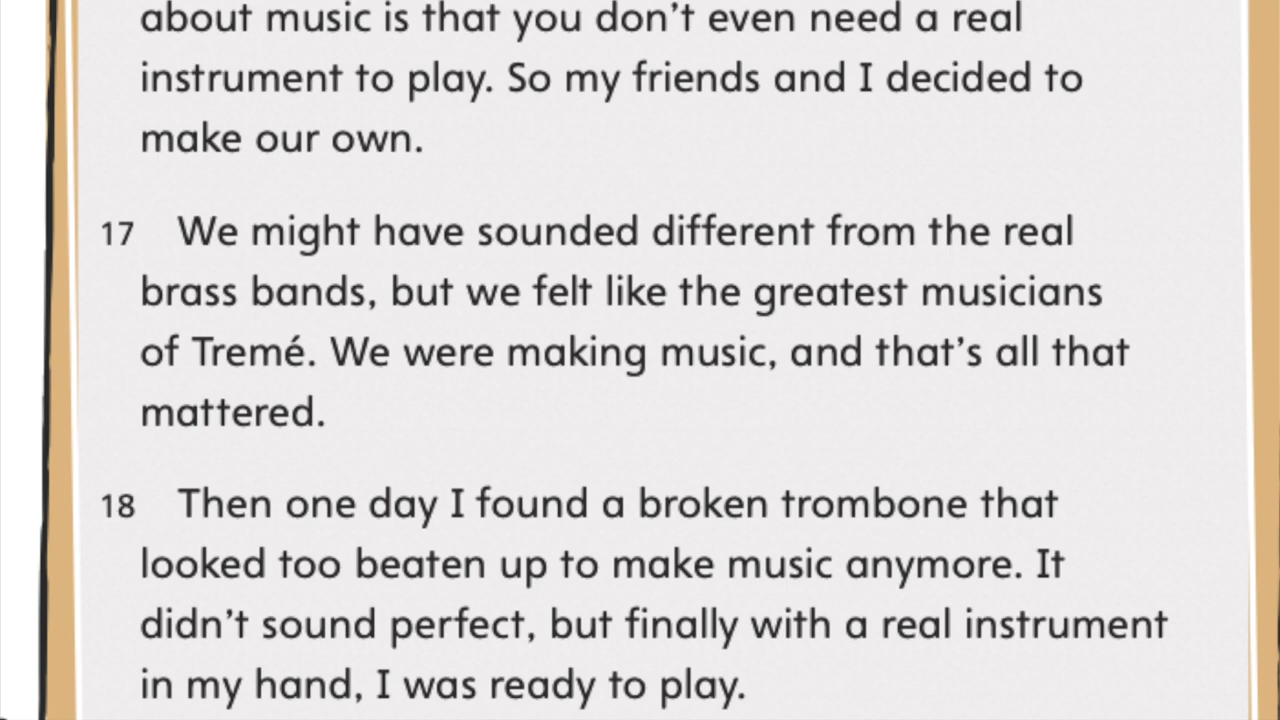 about music is that you don’t even need a real
instrument to play. So my friends and I decided to
make our own.
17 We might have sounded different from the real
brass bands, but we felt like the greatest musicians
of Tremé. We were making music, and that’s all that
mattered.
18 Then one day I found a broken trombone that
looked too beaten up to make music anymore. It
didn’t sound perfect, but finally with a real instrument
in my hand, I was ready to play.